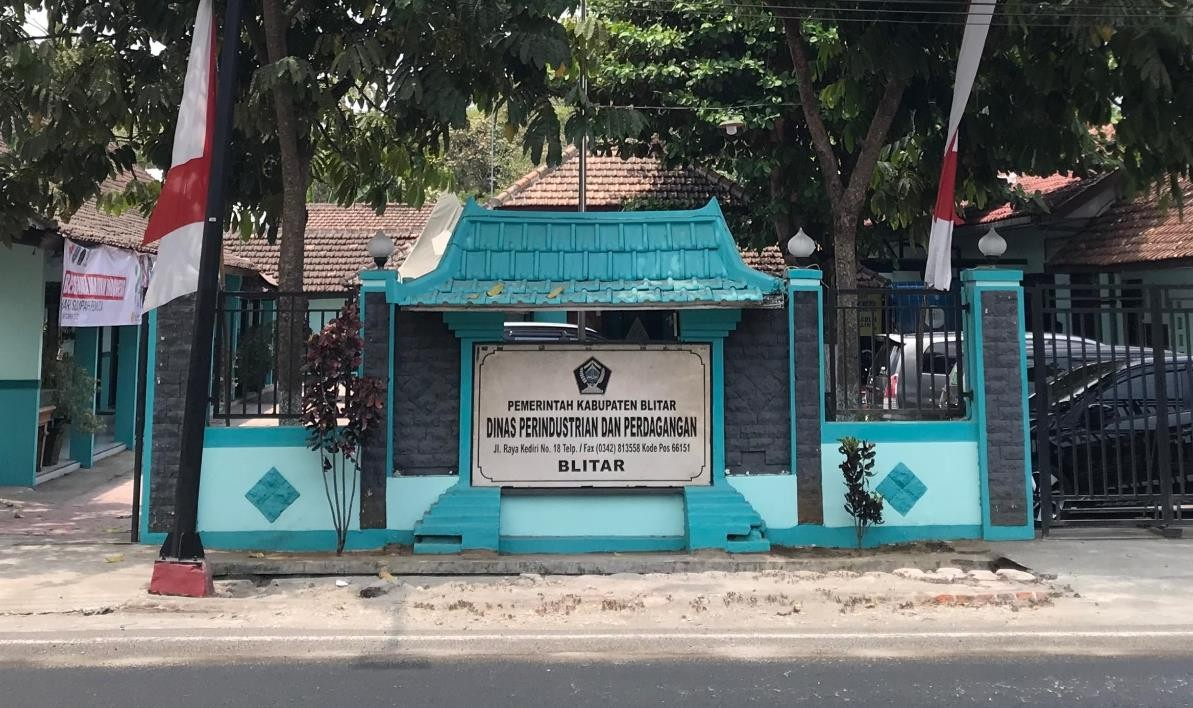 PEMERINTAH KABUPATEN BLITAR
DINAS PERINDUSTRIAN DAN PERDAGANGAN
Jl. Raya Kediri No. 18 Telp. / Fax (0342) 813558 Kode Pos 66151
BLITAR